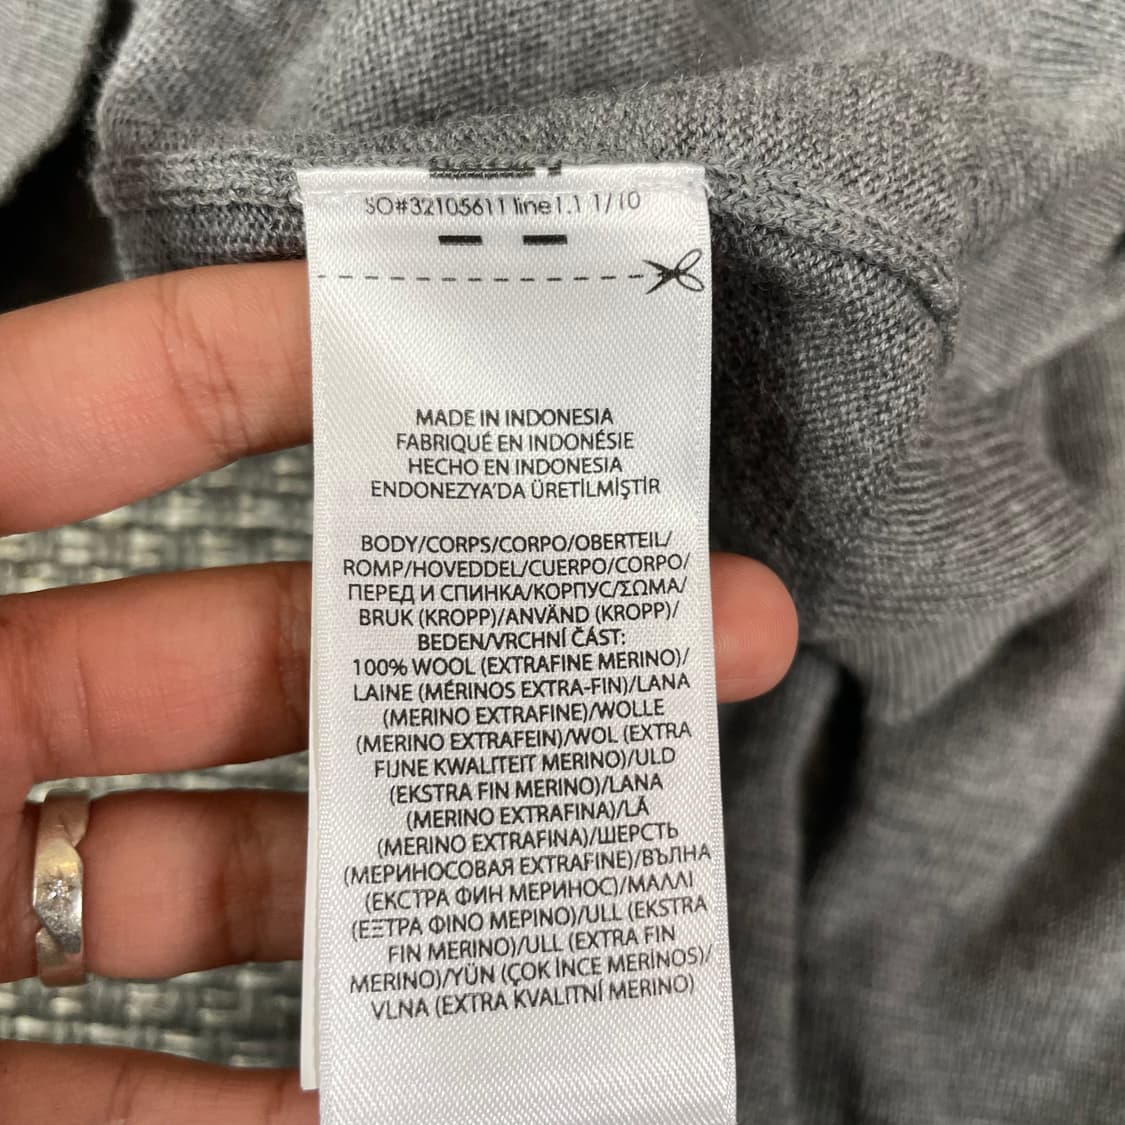 SO#32105611 line1.1 1/10
MADE IN INDONESIA
FABRIQUÉ EN INDONÉSIE
HECHO EN INDONESIA
ENDONEZYA'DA ÜRETİLMİŞTİR
BODY/CORPS/CORPO/OBERTEIL/
ROMP/HOVEDDEL/CUERPO/CORPO/
ПЕРЕД И СПИНКА/КОРПУС/ΣΩΜΑ/
BRUK (KROPP)/ANVÄND (KROPP)/
BEDEN/VRCHNÍ ČÁST:
100% WOOL (EXTRAFINE MERINO)/
LAINE (MÉRINOS EXTRA-FIN)/LANA
(MERINO EXTRAFINE)/WOLLE
(MERINO EXTRAFEIN)/WOL (EXTRA
FIJNE KWALITEIT MERINO)/ULD
(EKSTRA FIN MERINO)/LANA
(MERINO EXTRAFINA)/LÃ
(MERINO EXTRAFINA)/ШЕРСТЬ
(МЕРИНОСОВАЯ EXTRAFINE)/ВЪЛНА
(ЕКСТРА ФИН МЕРИНОС)/ΜΑΛΛΙ
(ΕΞΤΡΑ ΦΙΝΟ ΜΕΡΙΝΟ)/ULL (EKSTRA
FIN MERINO)/ULL (EXTRA FIN
MERINO)/YÜN (ÇOK İNCE MERİNOS)/
VLNA (EXTRA KVALITNÍ MERINO)